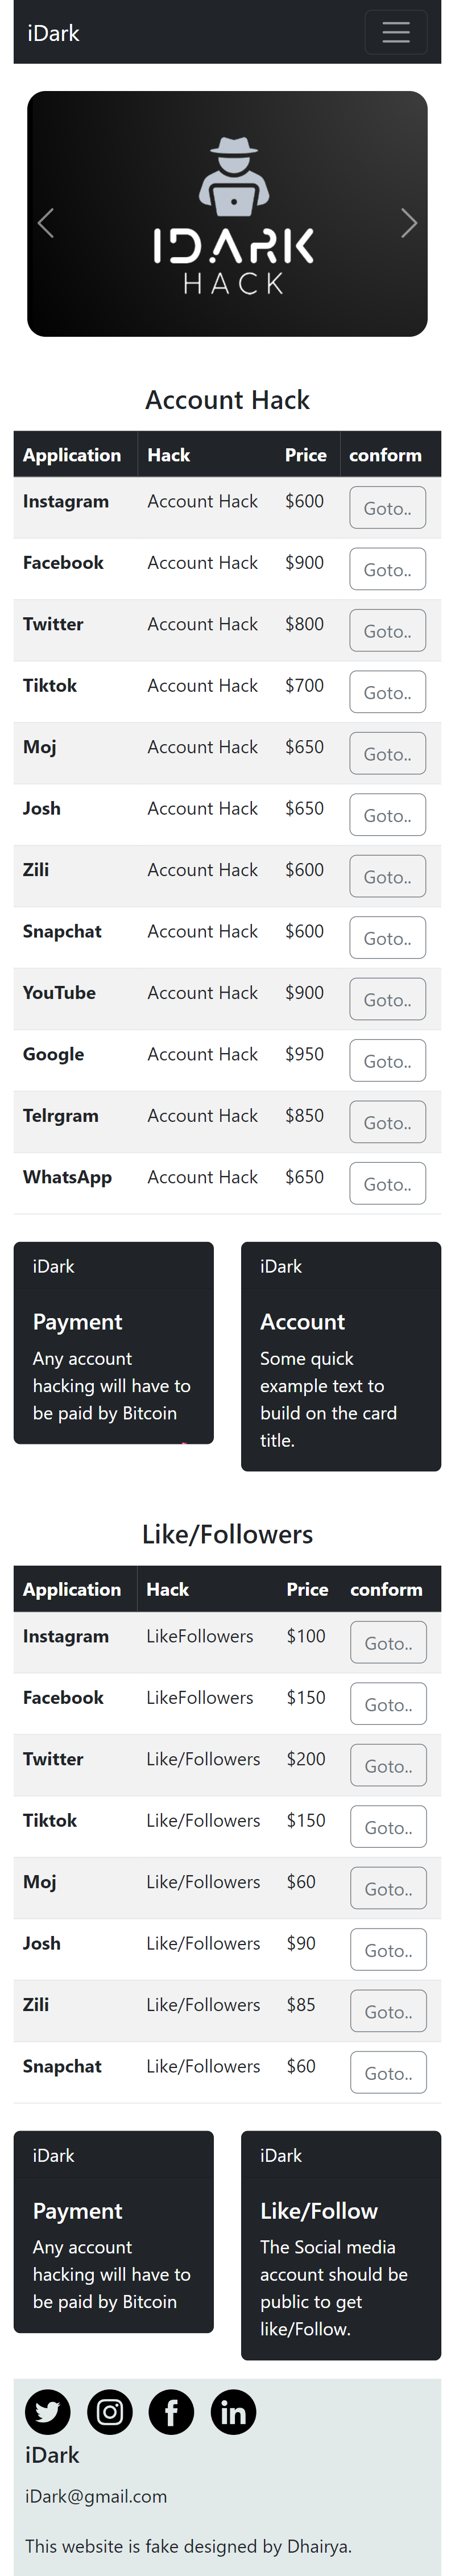 iDark
IDARK
HACK
Account Hack
Application Hack Price conform
Instagram Account Hack $600 Goto..
Facebook Account Hack $900 Goto..
Twitter Account Hack $800 Goto..
Tiktok Account Hack $700 Goto..
Moj Account Hack $650 Goto..
Josh Account Hack $650 Goto..
Zili Account Hack $600 Goto..
Snapchat Account Hack $600 Goto..
YouTube Account Hack $900 Goto..
Google Account Hack $950 Goto..
Telrgram Account Hack $850 Goto..
WhatsApp Account Hack $650 Goto..
iDark
Payment
Any account
hacking will have to
be paid by Bitcoin
iDark
Account
Some quick
example text to
build on the card
title.
Like/Followers
Application Hack Price conform
Instagram LikeFollowers $100 Goto..
Facebook LikeFollowers $150 Goto..
Twitter Like/Followers $200 Goto..
Tiktok Like/Followers $150 Goto..
Moj Like/Followers $60 Goto..
Josh Like/Followers $90 Goto..
Zili Like/Followers $85 Goto..
Snapchat Like/Followers $60 Goto..
iDark
Payment
Any account
hacking will have to
be paid by Bitcoin
iDark
Like/Follow
The Social media
account should be
public to get
like/Follow.
iDark
iDark@gmail.com
This website is fake designed by Dhairya.